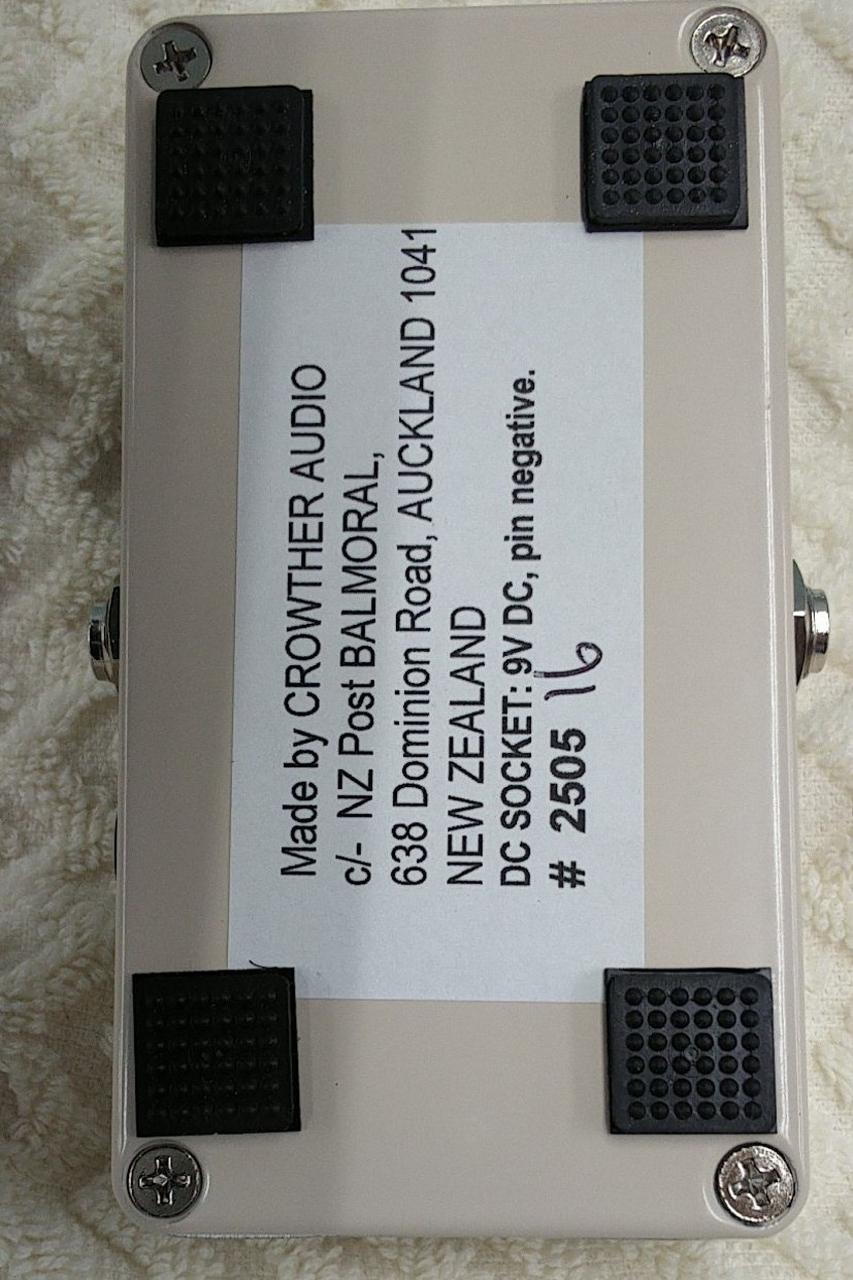 Made by CROWTHER AUDIO
c/- NZ Post BALMORAL,
638 Dominion Road, AUCKLAND 1041
NEW ZEALAND
DC SOCKET: 9V DC, pin negative.
# 2505 16